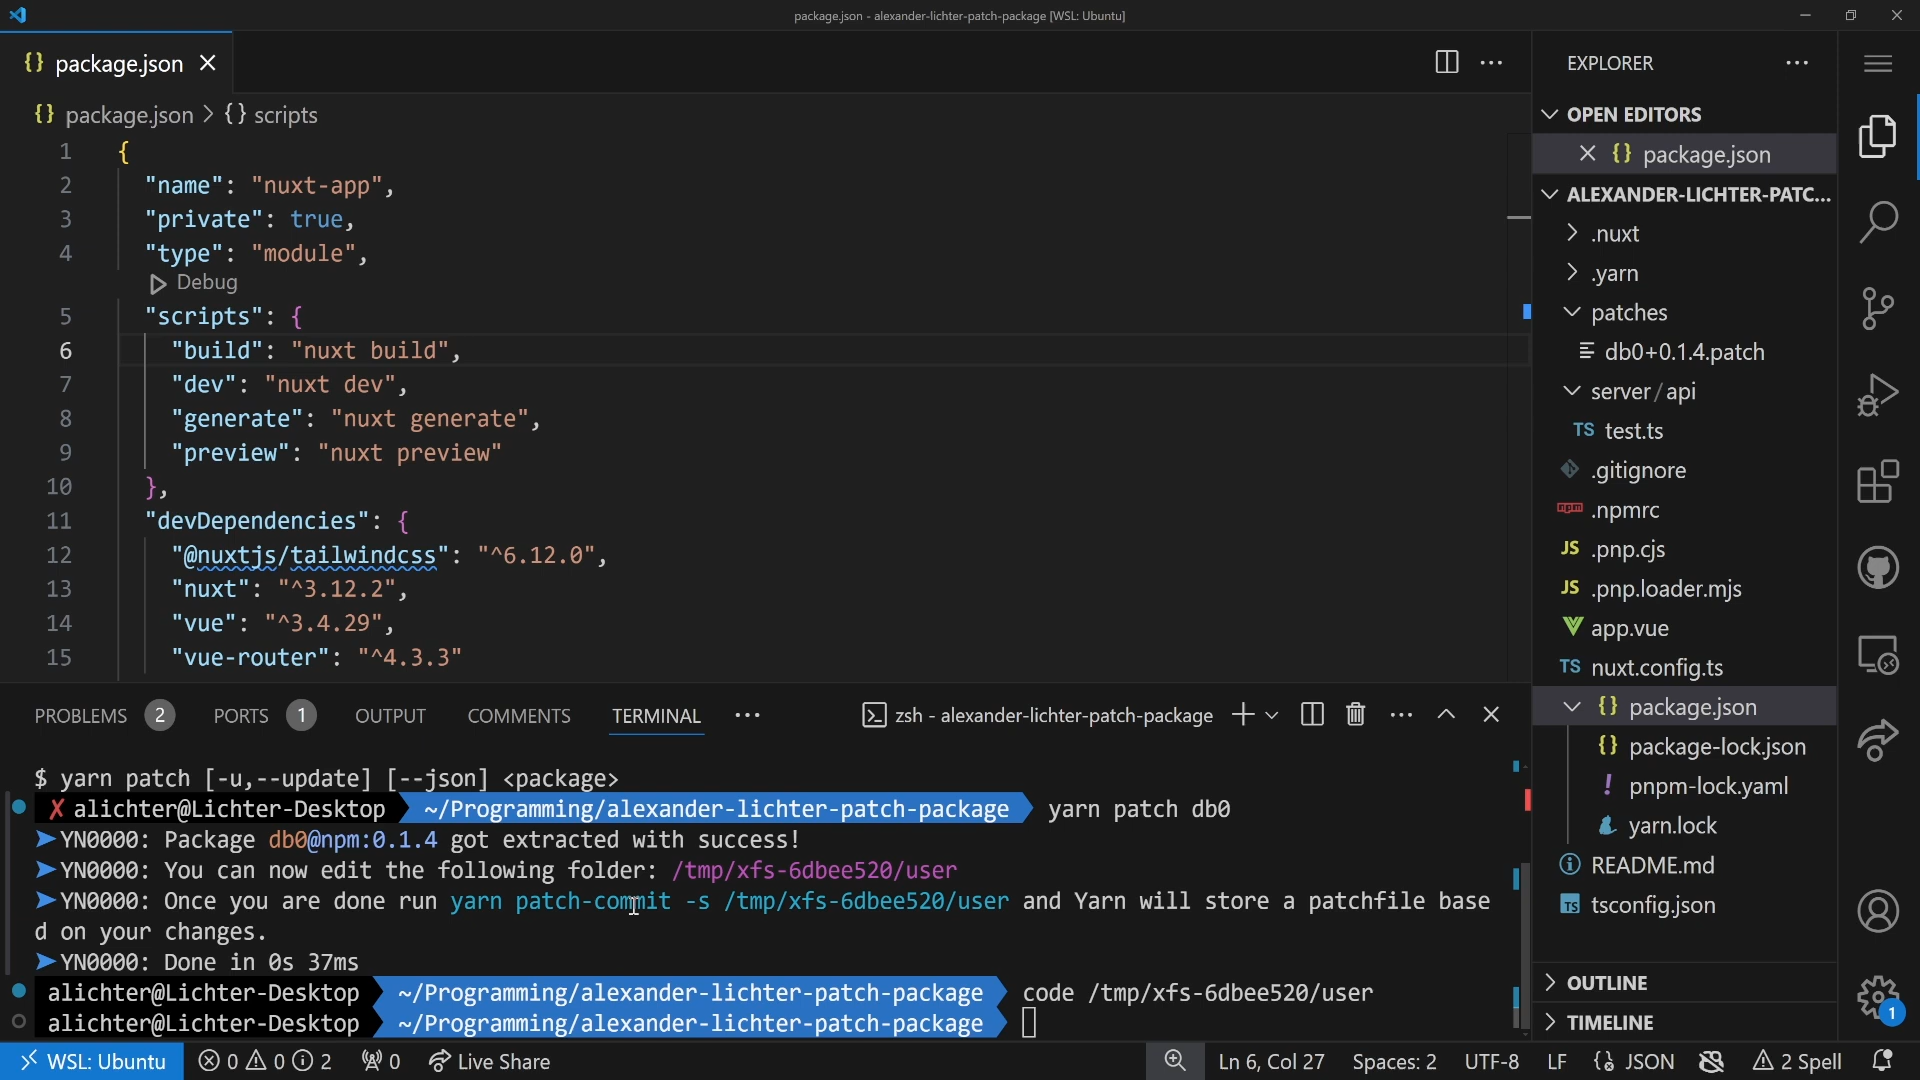 package.json - alexander-lichter-patch-package [WSL: Ubuntu]
{} package.json
{} package.json > {} scripts
1 {
2 "name": "nuxt-app",
3 "private": true,
4 "type": "module",
Debug
5 "scripts": {
6 "build": "nuxt build",
7 "dev": "nuxt dev",
8 "generate": "nuxt generate",
9 "preview": "nuxt preview"
10 },
11 "devDependencies": {
12 "@nuxtjs/tailwindcss": "^6.12.0",
13 "nuxt": "^3.12.2",
14 "vue": "^3.4.29",
15 "vue-router": "^4.3.3"
PROBLEMS 2 PORTS 1 OUTPUT COMMENTS TERMINAL ... zsh - alexander-lichter-patch-package
$ yarn patch [-u,--update] [--json] <package>
✗ alichter@Lichter-Desktop ~/Programming/alexander-lichter-patch-package yarn patch db0
➤YN0000: Package db0@npm:0.1.4 got extracted with success!
➤YN0000: You can now edit the following folder: /tmp/xfs-6dbee520/user
➤YN0000: Once you are done run yarn patch-commit -s /tmp/xfs-6dbee520/user and Yarn will store a patchfile base
d on your changes.
➤YN0000: Done in 0s 37ms
alichter@Lichter-Desktop ~/Programming/alexander-lichter-patch-package code /tmp/xfs-6dbee520/user
alichter@Lichter-Desktop ~/Programming/alexander-lichter-patch-package
EXPLORER
OPEN EDITORS
{} package.json
ALEXANDER-LICHTER-PATC...
.nuxt
.yarn
patches
db0+0.1.4.patch
server / api
TS test.ts
.gitignore
npm .npmrc
JS .pnp.cjs
JS .pnp.loader.mjs
app.vue
TS nuxt.config.ts
{} package.json
{} package-lock.json
! pnpm-lock.yaml
yarn.lock
README.md
TS tsconfig.json
OUTLINE
TIMELINE
1
WSL: Ubuntu 0 0 2 0 Live Share Ln 6, Col 27 Spaces: 2 UTF-8 LF {} JSON 2 Spell